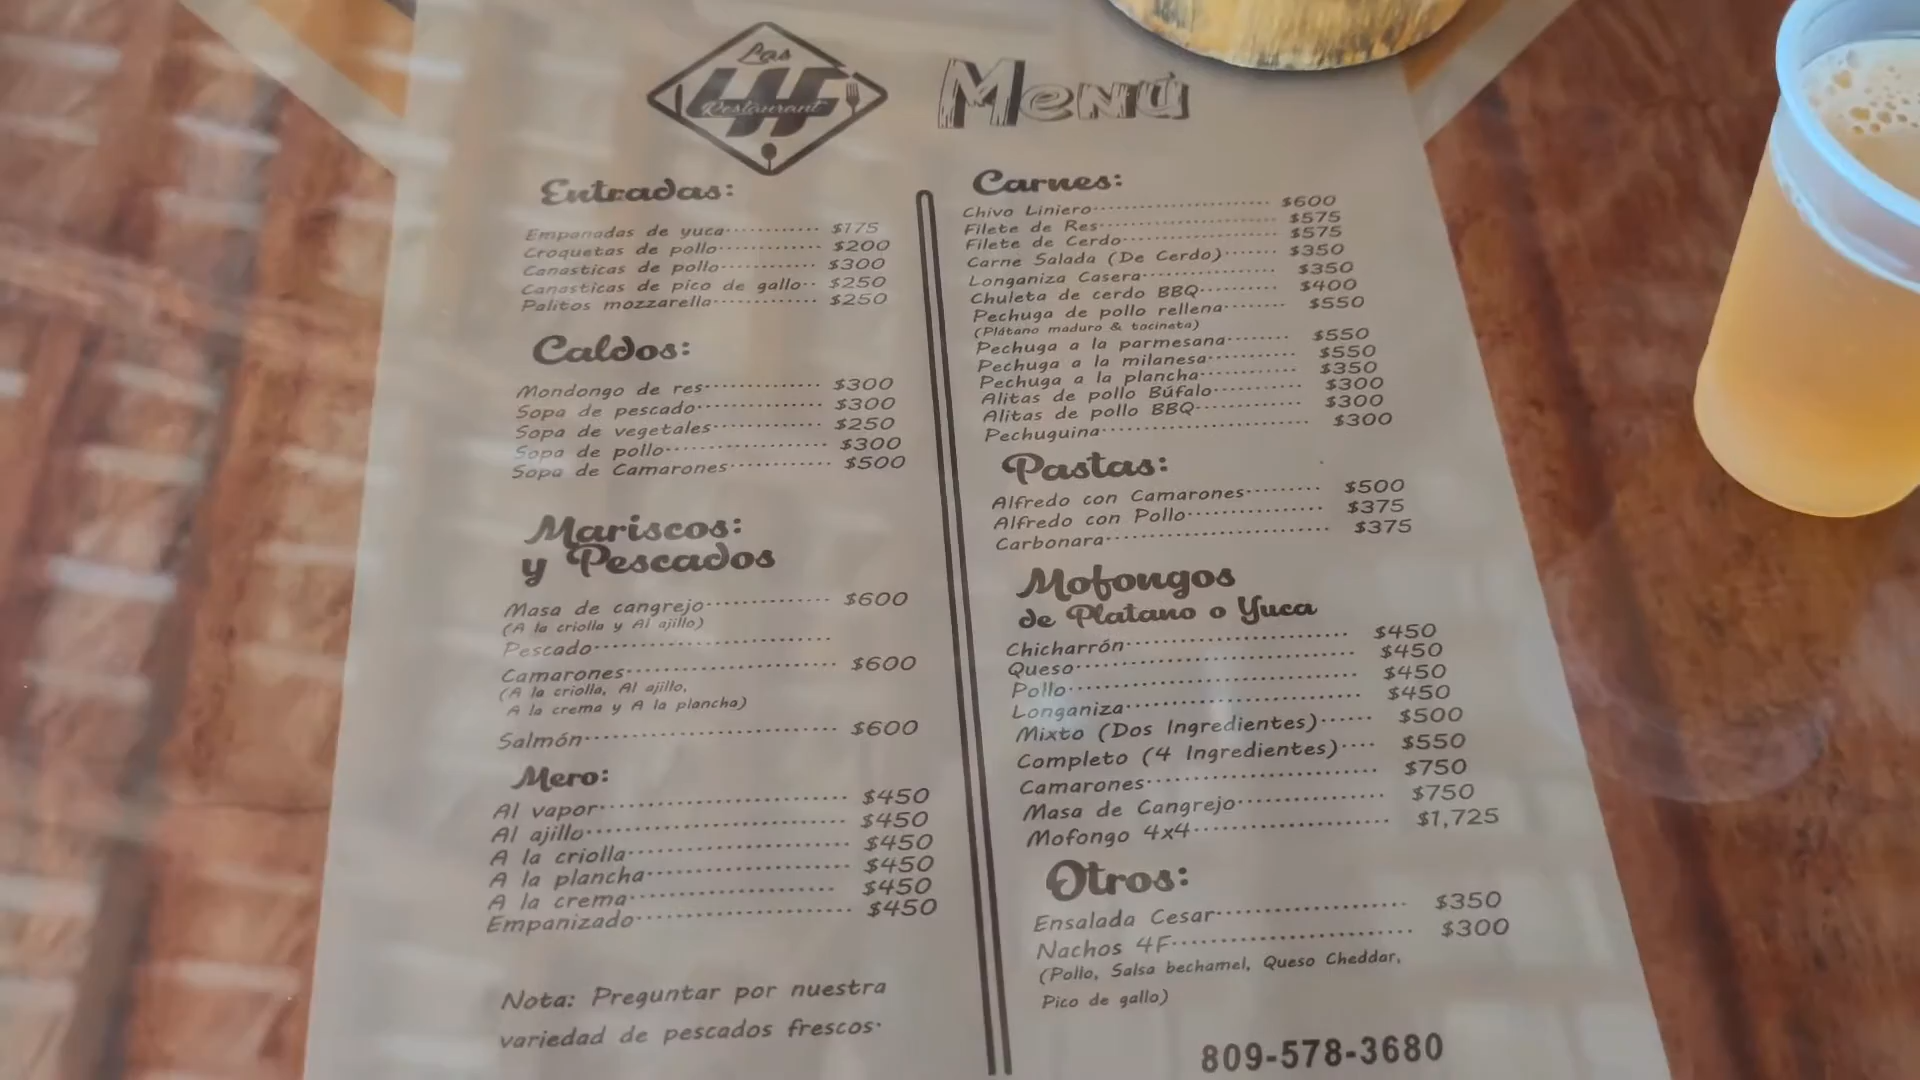 Las
4F
Restaurant
Menú
Entradas:
Empanadas de yuca············ $175
Croquetas de pollo············· $200
Canasticas de pollo············ $300
Canasticas de pico de gallo·· $250
Palitos mozzarella·············· $250
Caldos:
Mondongo de res·············· $300
Sopa de pescado··············· $300
Sopa de vegetales············· $250
Sopa de pollo··················· $300
Sopa de Camarones··········· $500
Mariscos:
y Pescados
Masa de cangrejo··············· $600
(A la criolla y Al ajillo)
Pescado·····························
Camarones·························· $600
(A la criolla, Al ajillo,
A la crema y A la plancha)
Salmón······························ $600
Mero:
Al vapor····························· $450
Al ajillo······························ $450
A la criolla·························· $450
A la plancha······················· $450
A la crema························· $450
Empanizado························ $450
Nota: Preguntar por nuestra
variedad de pescados frescos·
Carnes:
Chivo Liniero······················ $600
Filete de Res······················ $575
Filete de Cerdo··················· $575
Carne Salada (De Cerdo)······· $350
Longaniza Casera················ $350
Chuleta de cerdo BBQ·········· $400
Pechuga de pollo rellena········ $550
(Plátano maduro & tocineta)
Pechuga a la parmesana········ $550
Pechuga a la milanesa··········· $550
Pechuga a la plancha············ $350
Alitas de pollo Búfalo··········· $300
Alitas de pollo BBQ············· $300
Pechuguina·························· $300
Pastas:
Alfredo con Camarones········· $500
Alfredo con Pollo················· $375
Carbonara··························· $375
Mofongos
de Platano o Yuca
Chicharrón·························· $450
Queso································ $450
Pollo································· $450
Longaniza··························· $450
Mixto (Dos Ingredientes)······ $500
Completo (4 Ingredientes)···· $550
Camarones·························· $750
Masa de Cangrejo················ $750
Mofongo 4x4······················ $1,725
Otros:
Ensalada Cesar···················· $350
Nachos 4F·························· $300
(Pollo, Salsa bechamel, Queso Cheddar,
Pico de gallo)
809-578-3680